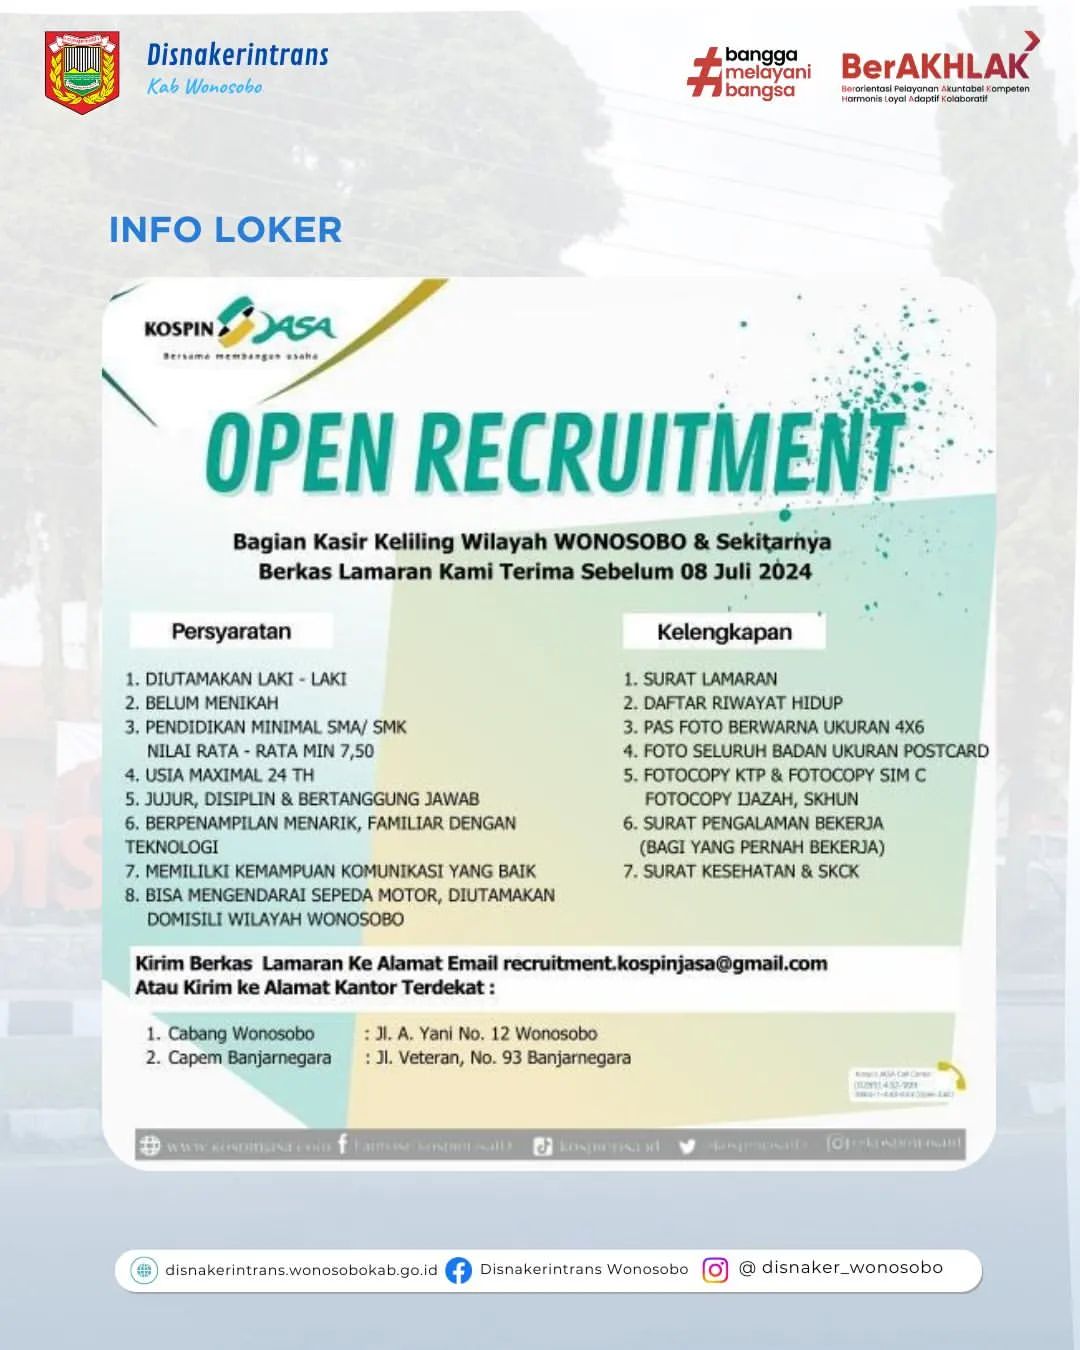 Disnakerintrans
Kab Wonosobo
#bangga
melayani
bangsa
BerAKHLAK
Berorientasi Pelayanan Akuntabel Kompeten
Harmonis Loyal Adaptif Kolaboratif
INFO LOKER
KOSPIN JASA
Bersama membangun usaha
OPEN RECRUITMENT
Bagian Kasir Keliling Wilayah WONOSOBO & Sekitarnya
Berkas Lamaran Kami Terima Sebelum 08 Juli 2024
Persyaratan
1. DIUTAMAKAN LAKI - LAKI
2. BELUM MENIKAH
3. PENDIDIKAN MINIMAL SMA/ SMK
NILAI RATA - RATA MIN 7,50
4. USIA MAXIMAL 24 TH
5. JUJUR, DISIPLIN & BERTANGGUNG JAWAB
6. BERPENAMPILAN MENARIK, FAMILIAR DENGAN
TEKNOLOGI
7. MEMILILKI KEMAMPUAN KOMUNIKASI YANG BAIK
8. BISA MENGENDARAI SEPEDA MOTOR, DIUTAMAKAN
DOMISILI WILAYAH WONOSOBO
Kelengkapan
1. SURAT LAMARAN
2. DAFTAR RIWAYAT HIDUP
3. PAS FOTO BERWARNA UKURAN 4X6
4. FOTO SELURUH BADAN UKURAN POSTCARD
5. FOTOCOPY KTP & FOTOCOPY SIM C
FOTOCOPY IJAZAH, SKHUN
6. SURAT PENGALAMAN BEKERJA
(BAGI YANG PERNAH BEKERJA)
7. SURAT KESEHATAN & SKCK
Kirim Berkas Lamaran Ke Alamat Email recruitment.kospinjasa@gmail.com
Atau Kirim ke Alamat Kantor Terdekat :
1. Cabang Wonosobo : Jl. A. Yani No. 12 Wonosobo
2. Capem Banjarnegara : Jl. Veteran, No. 93 Banjarnegara
Kospin JASA Call Center
www.kospinjasa.com
disnakerintrans.wonosobokab.go.id Disnakerintrans Wonosobo @ disnaker_wonosobo